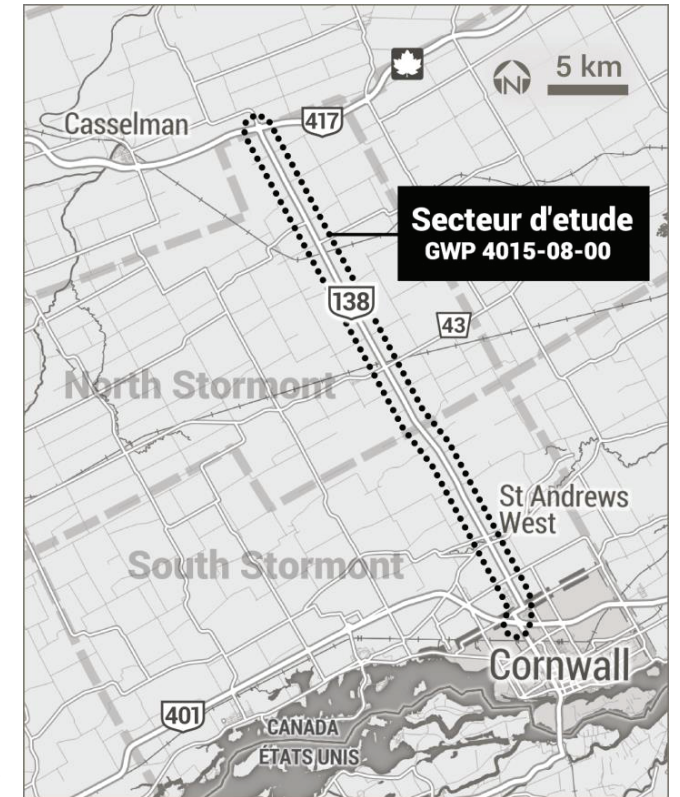 5 km
N
Casselman
417
Secteur d'etude
GWP 4015-08-00
138
43
North Stormont
St Andrews
West
South Stormont
Cornwall
401
CANADA
ÉTATS UNIS